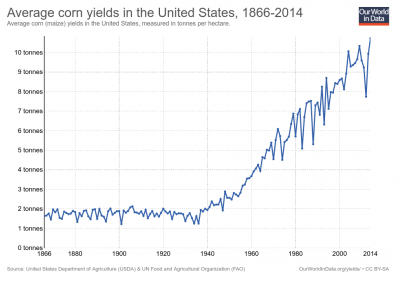 Average corn yields in the United States, 1866-2014
Average corn (maize) yields in the United States, measured in tonnes per hectare.
Our World
in Data
10 tonnes
9 tonnes
8 tonnes
7 tonnes
6 tonnes
5 tonnes
4 tonnes
3 tonnes
2 tonnes
1 tonnes
0 tonnes
1866 1880 1900 1920 1940 1960 1980 2000 2014
Source: United States Department of Agriculture (USDA) & UN Food and Agricultural Organization (FAO)
OurWorldInData.org/yields/ • CC BY-SA